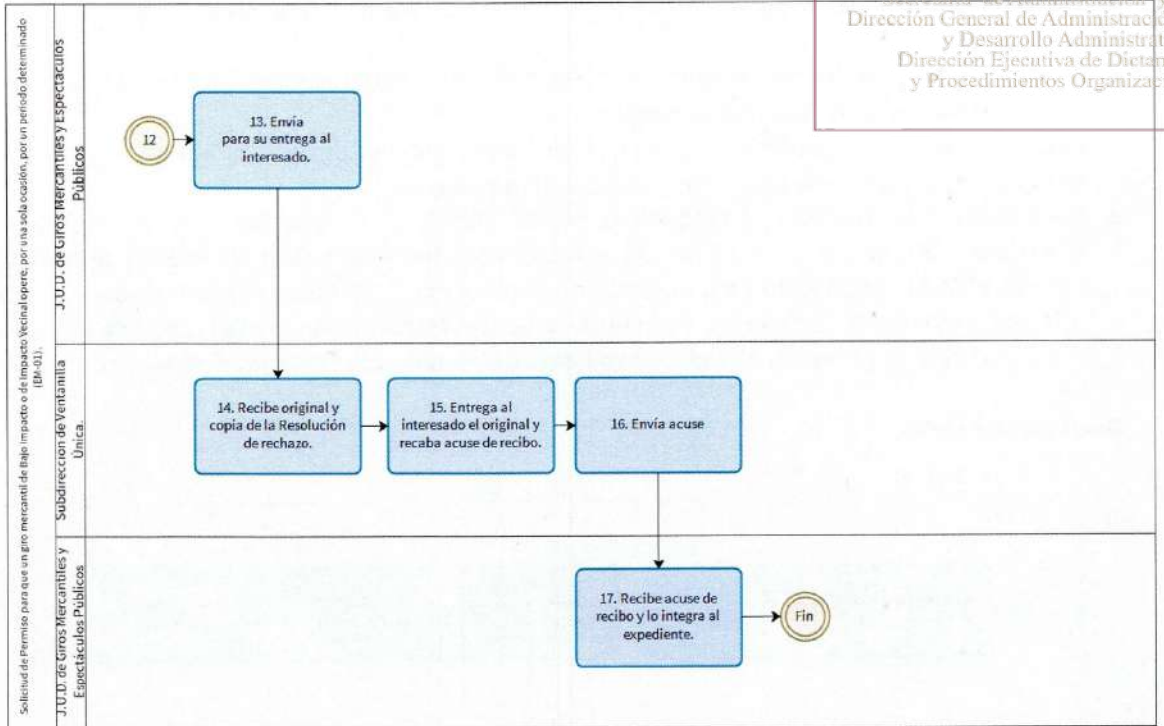 Dirección General de Administració
y Desarrollo Administrat
Dirección Ejecutiva de Dicta
y Procedimientos Organizac
Solicitud de Permiso para que un giro mercantil de Bajo Impacto o de Impacto Vecinal opere, por una sola ocasión, por un periodo determinado
(EM-01).
J.U.D. de Giros Mercantiles y Espectáculos
Públicos
12
13. Envía
para su entrega al
interesado.
Subdirección de Ventanilla
Única.
14. Recibe original y
copia de la Resolución
de rechazo.
15. Entrega al
interesado el original y
recaba acuse de recibo.
16. Envía acuse
J.U.D. de Giros Mercantiles y
Espectáculos Públicos
17. Recibe acuse de
recibo y lo integra al
expediente.
Fin